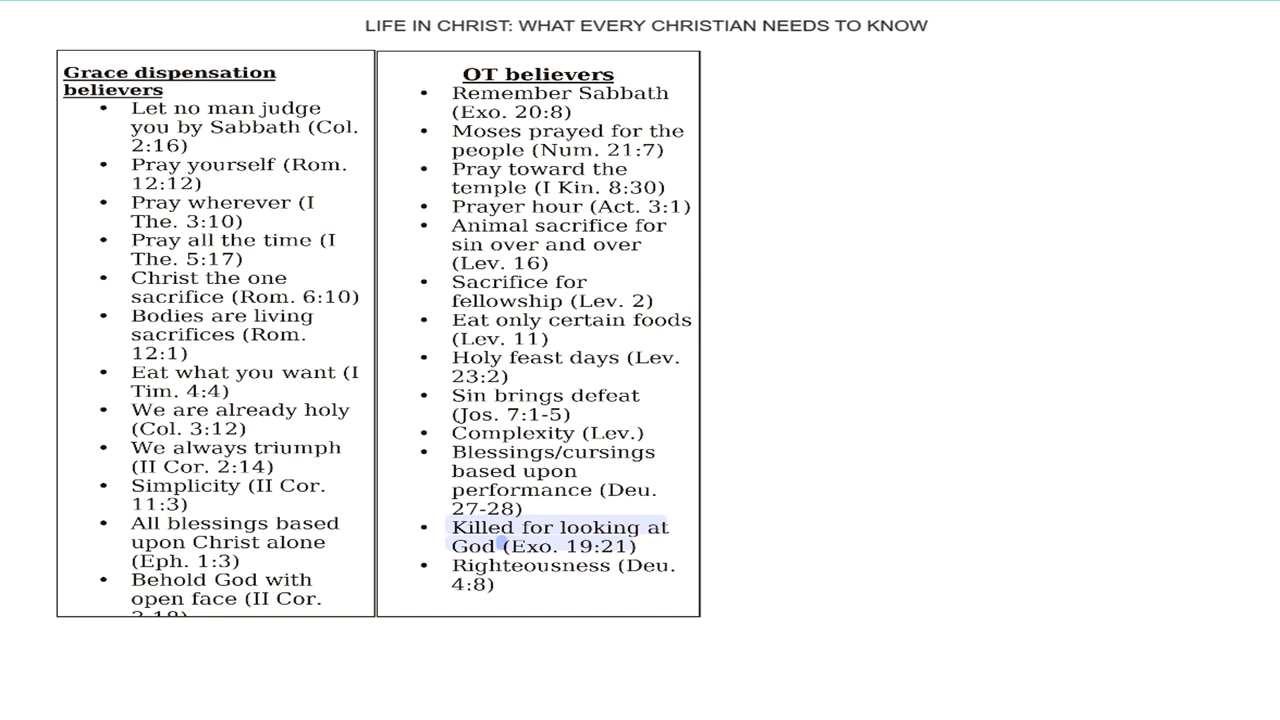 LIFE IN CHRIST: WHAT EVERY CHRISTIAN NEEDS TO KNOW
Grace dispensation
believers
• Let no man judge
you by Sabbath (Col.
2:16)
• Pray yourself (Rom.
12:12)
• Pray wherever (I
The. 3:10)
• Pray all the time (I
The. 5:17)
• Christ the one
sacrifice (Rom. 6:10)
• Bodies are living
sacrifices (Rom.
12:1)
• Eat what you want (I
Tim. 4:4)
• We are already holy
(Col. 3:12)
• We always triumph
(II Cor. 2:14)
• Simplicity (II Cor.
11:3)
• All blessings based
upon Christ alone
(Eph. 1:3)
• Behold God with
open face (II Cor.
3:18)
OT believers
• Remember Sabbath
(Exo. 20:8)
• Moses prayed for the
people (Num. 21:7)
• Pray toward the
temple (I Kin. 8:30)
• Prayer hour (Act. 3:1)
• Animal sacrifice for
sin over and over
(Lev. 16)
• Sacrifice for
fellowship (Lev. 2)
• Eat only certain foods
(Lev. 11)
• Holy feast days (Lev.
23:2)
• Sin brings defeat
(Jos. 7:1-5)
• Complexity (Lev.)
• Blessings/cursings
based upon
performance (Deu.
27-28)
• Killed for looking at
God (Exo. 19:21)
• Righteousness (Deu.
4:8)